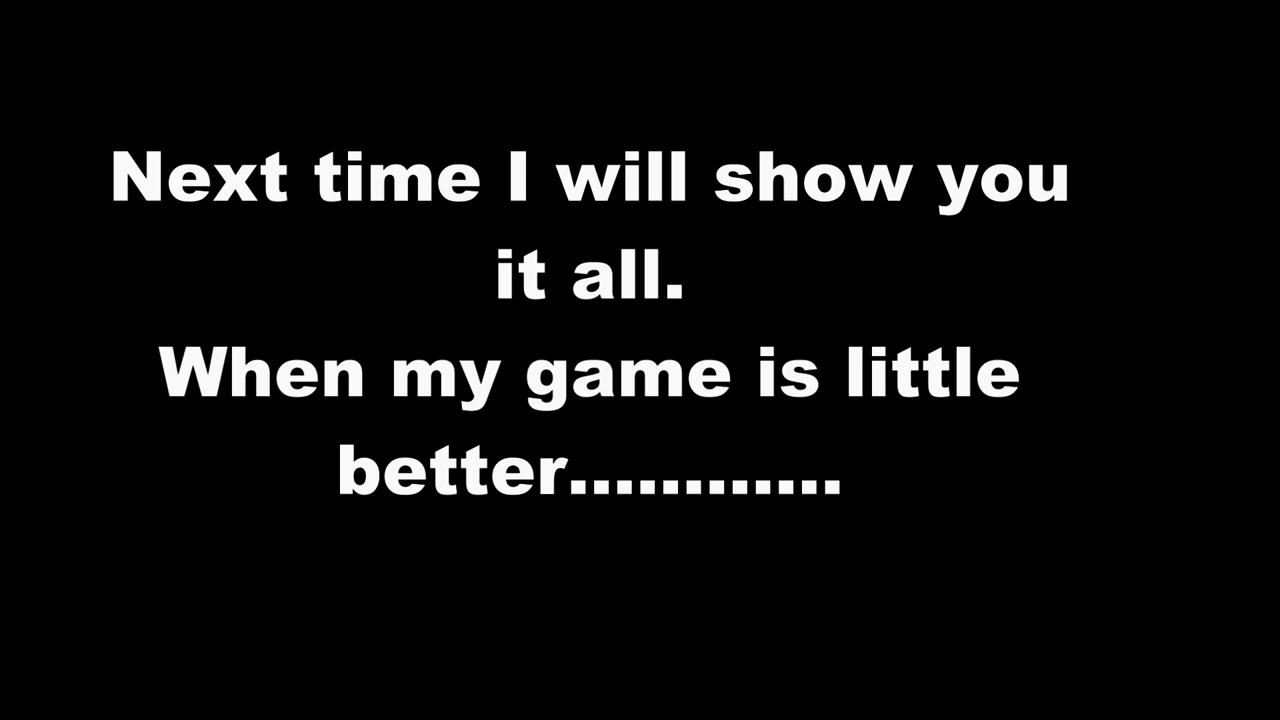 Next time I will show you
it all.
When my game is little
better............